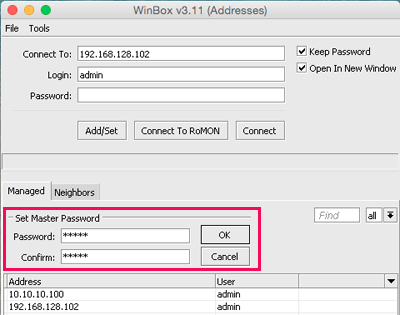 WinBox v3.11 (Addresses)
File Tools
Connect To: 192.168.128.102
Keep Password
Login: admin
Open In New Window
Password:
Add/Set Connect To RoMON Connect
Managed Neighbors
Set Master Password
Find all
Password: ***** OK
Confirm: ***** Cancel
Address User
10.10.10.100 admin
192.168.128.102 admin